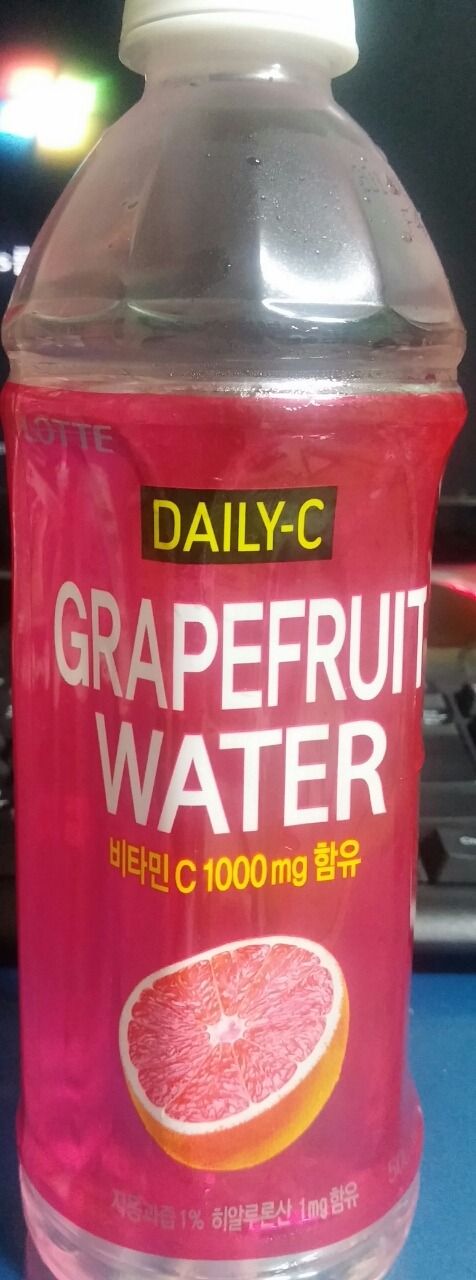 LOTTE
DAILY-C
GRAPEFRUIT
WATER
비타민 C 1000mg 함유
자몽과즙 1% 히알루론산 1mg 함유